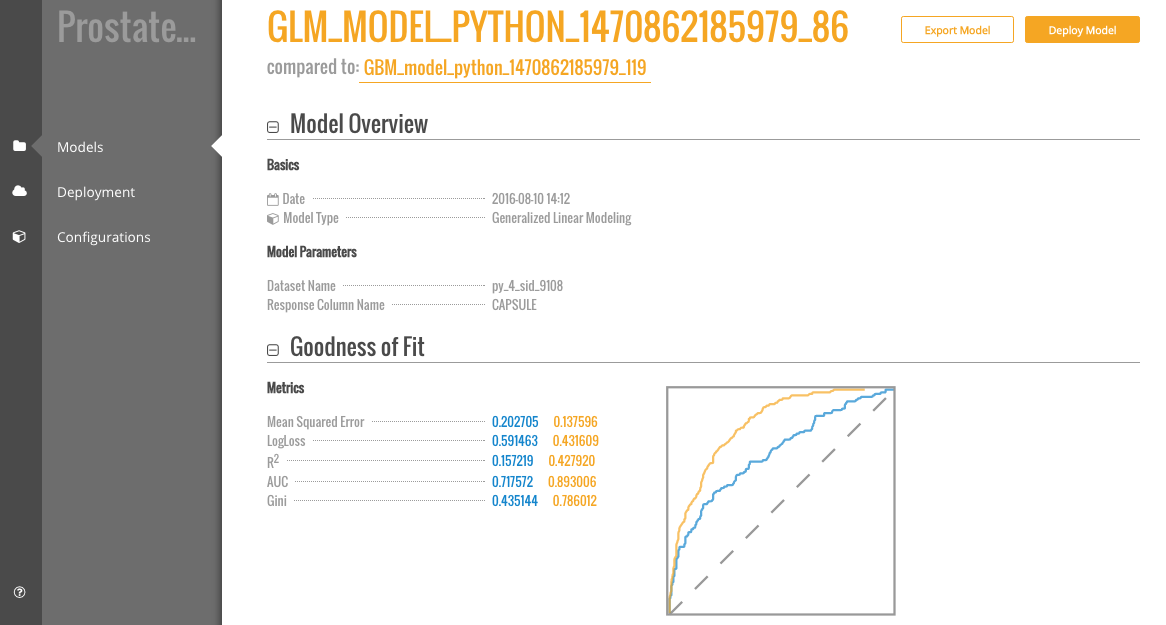 Prostate...
GLM_MODEL_PYTHON_1470862185979_86
Export Model
Deploy Model
compared to: GBM_model_python_1470862185979_119
Models
Deployment
Configurations
Model Overview
Basics
Date 2016-08-10 14:12
Model Type Generalized Linear Modeling
Model Parameters
Dataset Name py_4_sid_9108
Response Column Name CAPSULE
Goodness of Fit
Metrics
Mean Squared Error 0.202705 0.137596
LogLoss 0.591463 0.431609
R² 0.157219 0.427920
AUC 0.717572 0.893006
Gini 0.435144 0.786012